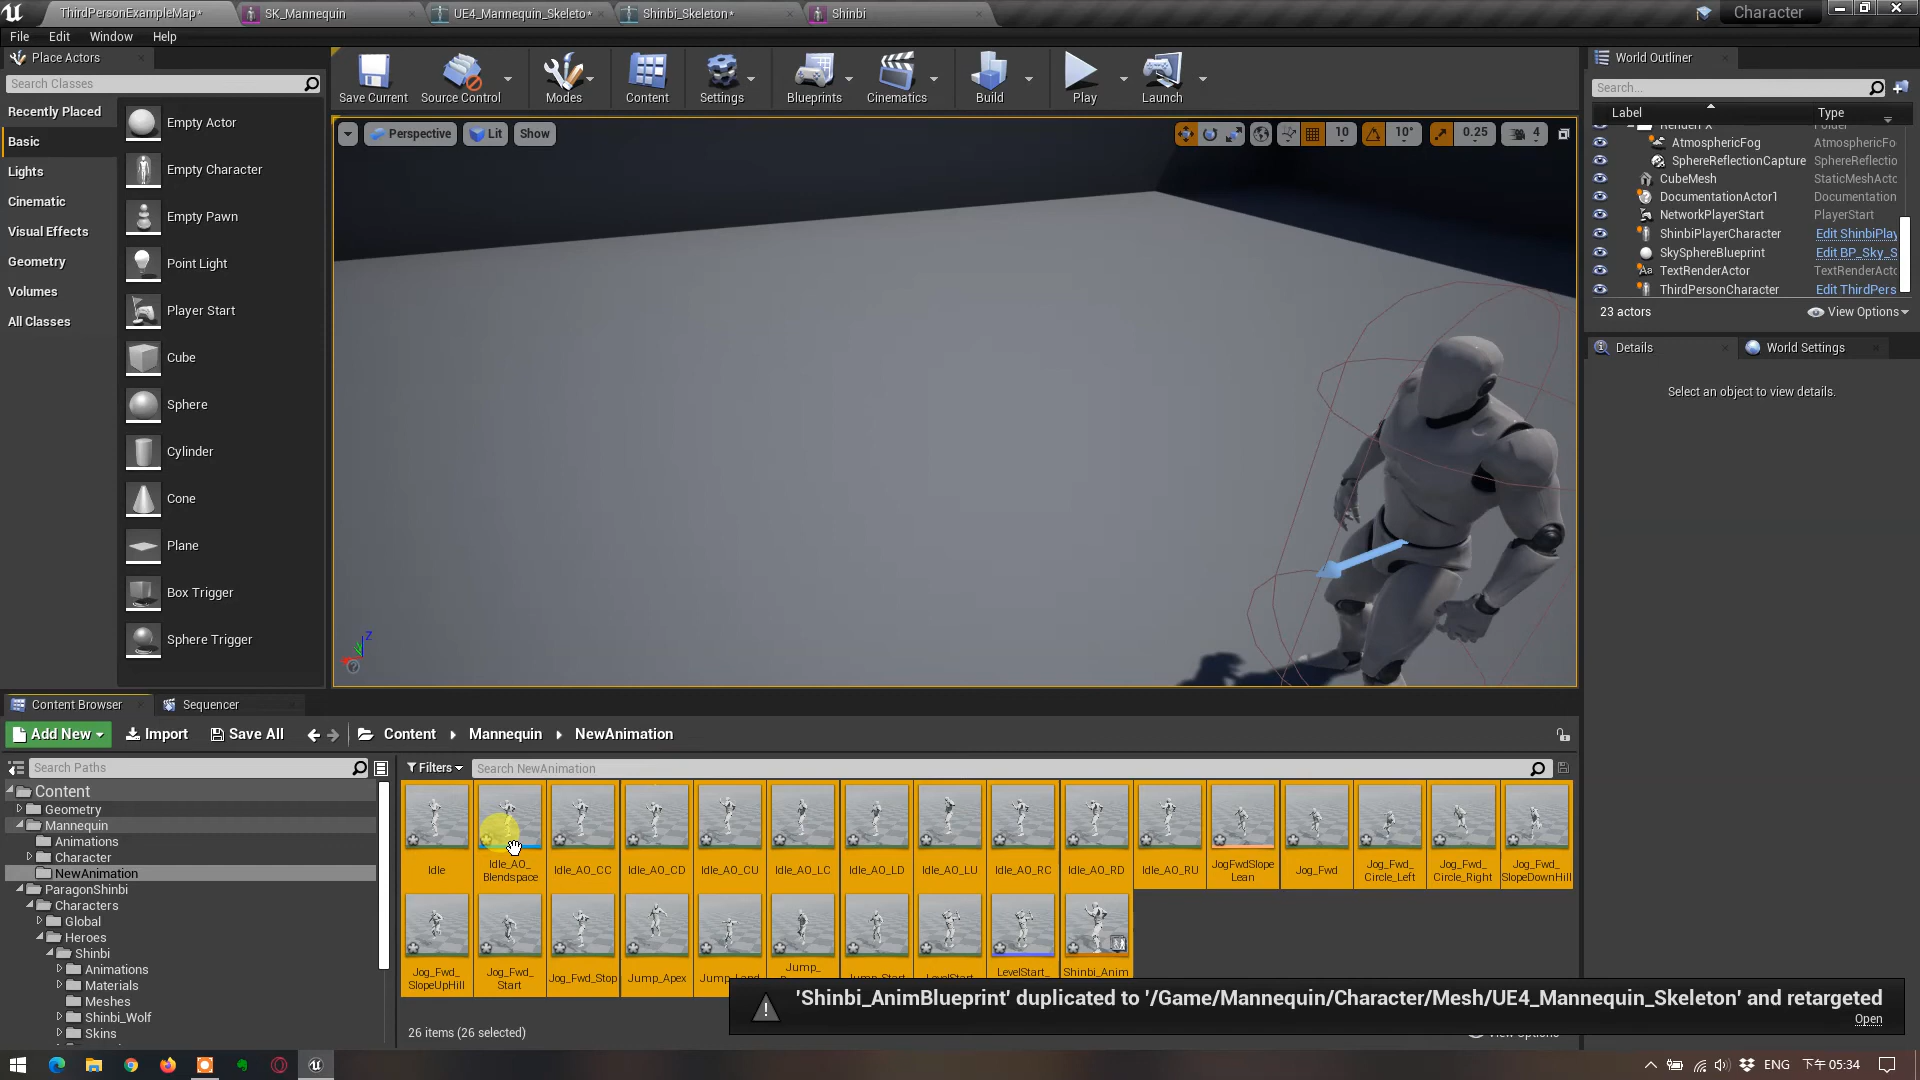 ThirdPersonExampleMap*
SK_Mannequin
UE4_Mannequin_Skeleto*
Shinbi_Skeleton*
Shinbi
Character
File
Edit
Window
Help
Place Actors
Search Classes
Recently Placed
Basic
Lights
Cinematic
Visual Effects
Geometry
Volumes
All Classes
Empty Actor
Empty Character
Empty Pawn
Point Light
Player Start
Cube
Sphere
Cylinder
Cone
Plane
Box Trigger
Sphere Trigger
Save Current
Source Control
Modes
Content
Settings
Blueprints
Cinematics
Build
Play
Launch
Perspective
Lit
Show
10
10°
0.25
4
Z
World Outliner
Search...
Label
Type
AtmosphericFog
AtmosphericFo
SphereReflectionCapture
SphereReflectio
CubeMesh
StaticMeshActo
DocumentationActor1
Documentation
NetworkPlayerStart
PlayerStart
ShinbiPlayerCharacter
Edit ShinbiPlay
SkySphereBlueprint
Edit BP_Sky_S
TextRenderActor
TextRenderActo
ThirdPersonCharacter
Edit ThirdPers
23 actors
View Options
Details
World Settings
Select an object to view details.
Content Browser
Sequencer
Add New
Import
Save All
Content
Mannequin
NewAnimation
Search Paths
Filters
Search NewAnimation
Content
Geometry
Mannequin
Animations
Character
NewAnimation
ParagonShinbi
Characters
Global
Heroes
Shinbi
Animations
Materials
Meshes
Shinbi_Wolf
Skins
Idle
Idle_AO_
Blendspace
Idle_AO_CC
Idle_AO_CD
Idle_AO_CU
Idle_AO_LC
Idle_AO_LD
Idle_AO_LU
Idle_AO_RC
Idle_AO_RD
Idle_AO_RU
JogFwdSlope
Lean
Jog_Fwd
Jog_Fwd_
Circle_Left
Jog_Fwd_
Circle_Right
Jog_Fwd_
SlopeDownHill
Jog_Fwd_
SlopeUpHill
Jog_Fwd_
Start
Jog_Fwd_Stop
Jump_Apex
Jump_Land
Jump_
Jump_Start
LevelStart
LevelStart_
Shinbi_Anim
26 items (26 selected)
'Shinbi_AnimBlueprint' duplicated to '/Game/Mannequin/Character/Mesh/UE4_Mannequin_Skeleton' and retargeted
Open
ENG
下午 05:34